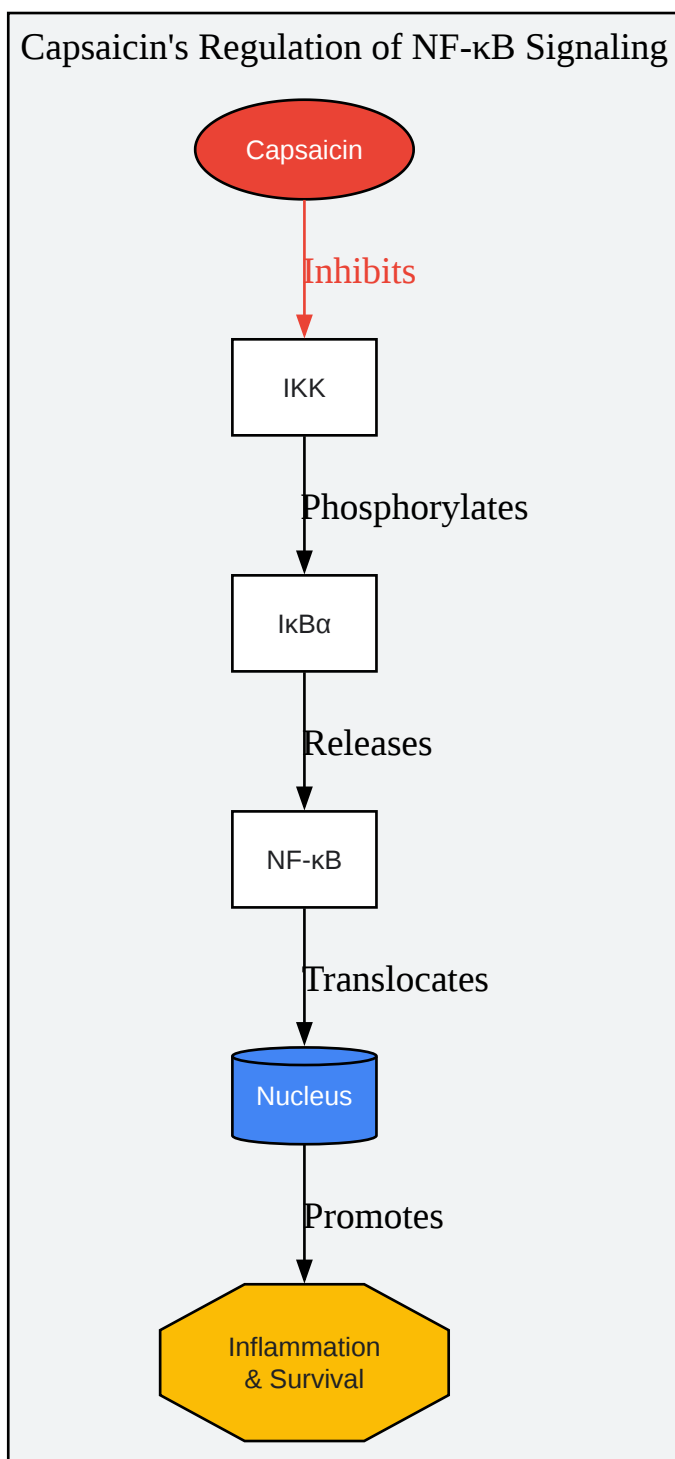 Capsaicin's Regulation of NF-κB Signaling
Capsaicin
Inhibits
IKK
Phosphorylates
IκBα
Releases
NF-κB
Translocates
Nucleus
Promotes
Inflammation
& Survival